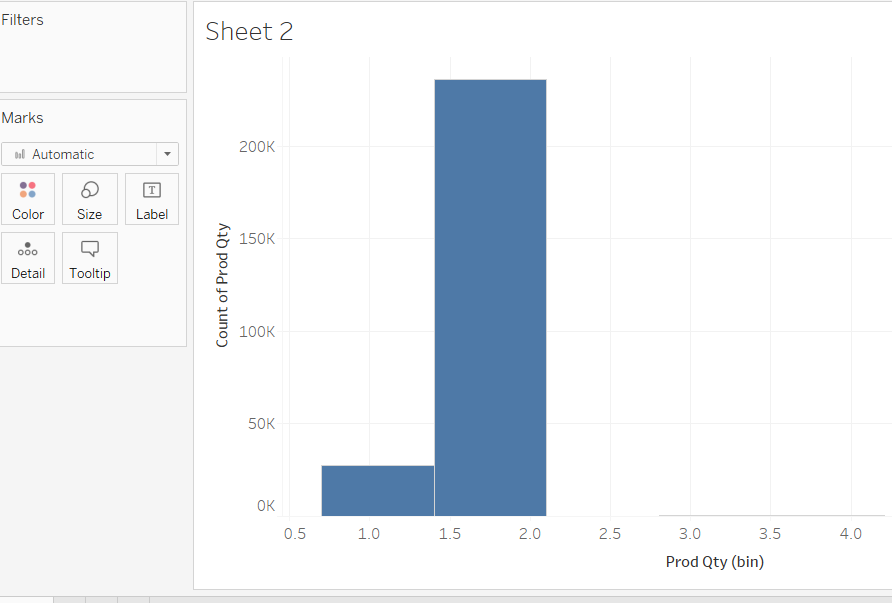 Filters
Marks
Automatic
Color Size Label
Detail Tooltip
Sheet 2
200K
150K
100K
50K
0K
Count of Prod Qty
0.5 1.0 1.5 2.0 2.5 3.0 3.5 4.0
Prod Qty (bin)